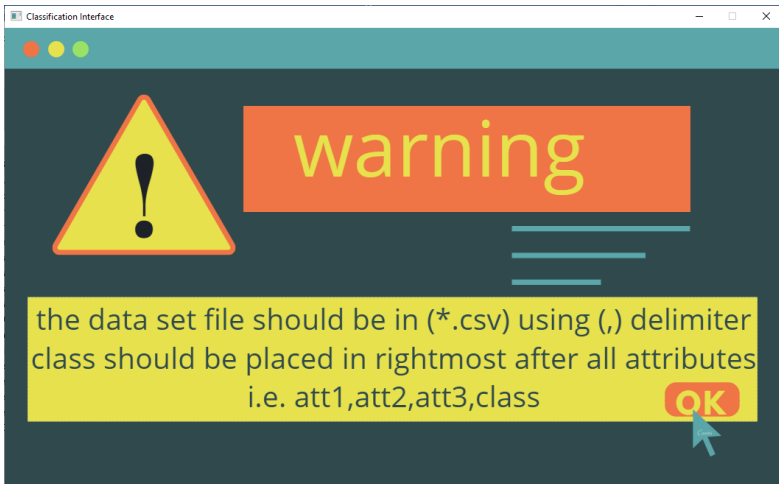 Classification Interface
warning
the data set file should be in (*.csv) using (,) delimiter
class should be placed in rightmost after all attributes
i.e. att1,att2,att3,class
OK